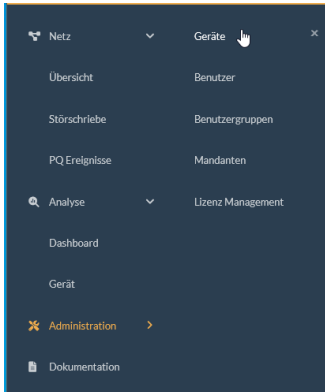 Netz
Übersicht
Störschriebe
PQ Ereignisse
Analyse
Dashboard
Gerät
Administration
Dokumentation
Geräte
Benutzer
Benutzergruppen
Mandanten
Lizenz Management